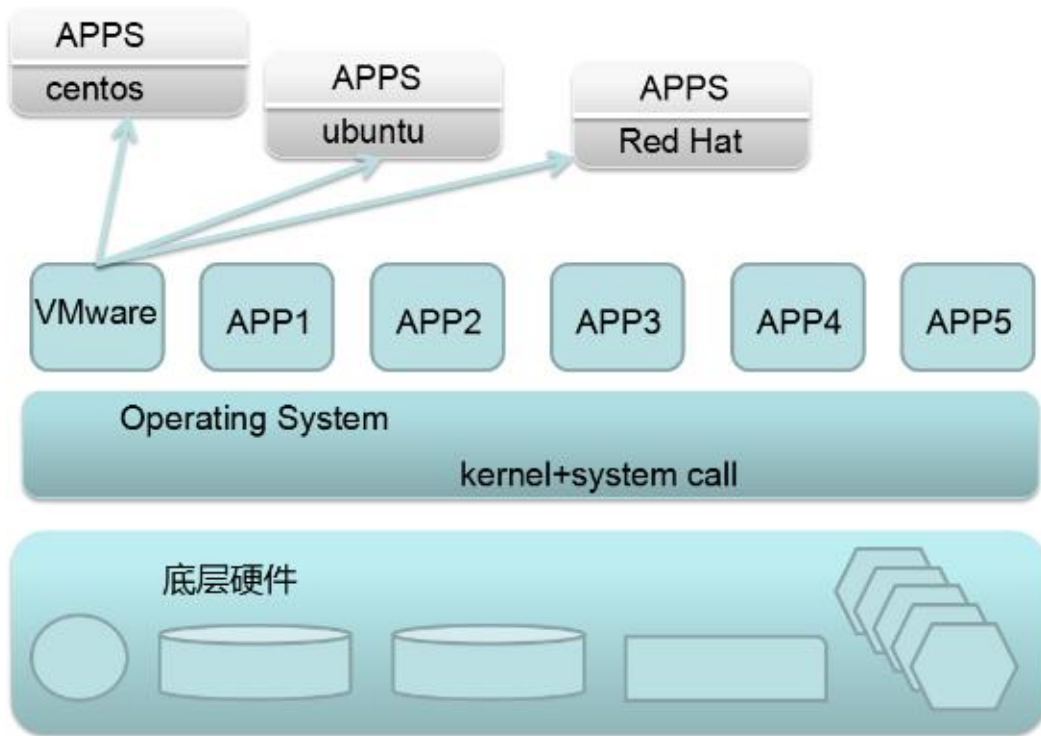 APPS
centos
APPS
ubuntu
APPS
Red Hat
VMware
APP1
APP2
APP3
APP4
APP5
Operating System
kernel+system call
底层硬件